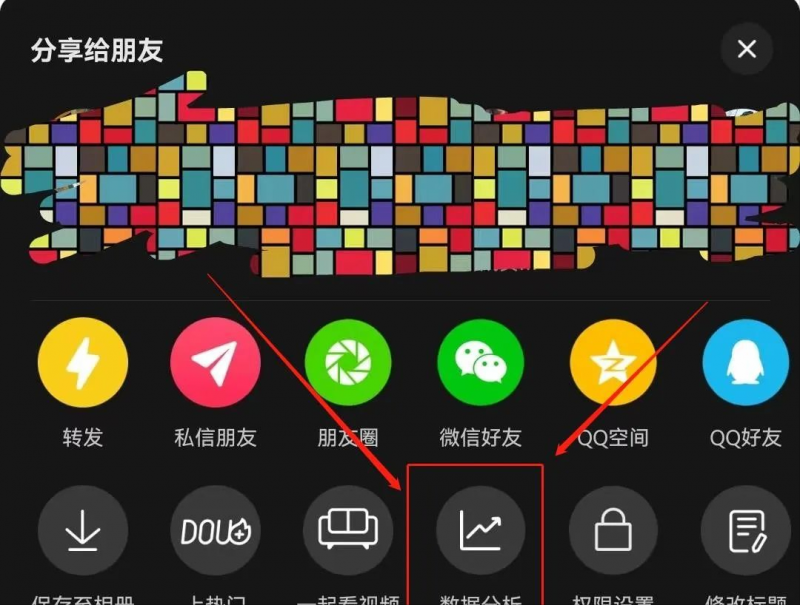 分享给朋友
转发 私信朋友 朋友圈 微信好友 QQ空间 QQ好友
DOU+
保存至相册 上热门 一起看视频 数据分析 权限设置 修改标题